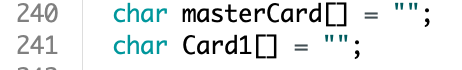 240 char masterCard[] = "";
241 char Card1[] = "";